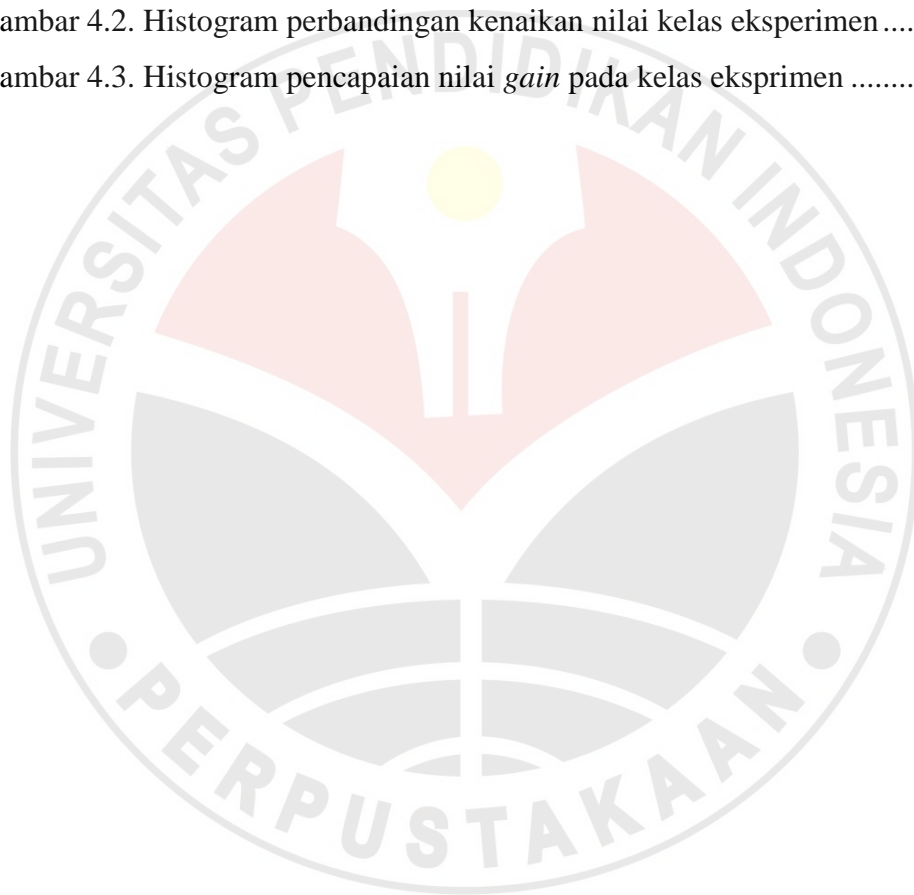 ambar 4.2. Histogram perbandingan kenaikan nilai kelas eksperimen ....
ambar 4.3. Histogram pencapaian nilai gain pada kelas eksprimen ........
UNIVERSITAS PENDIDIKAN INDONESIA
PERPUSTAKAAN